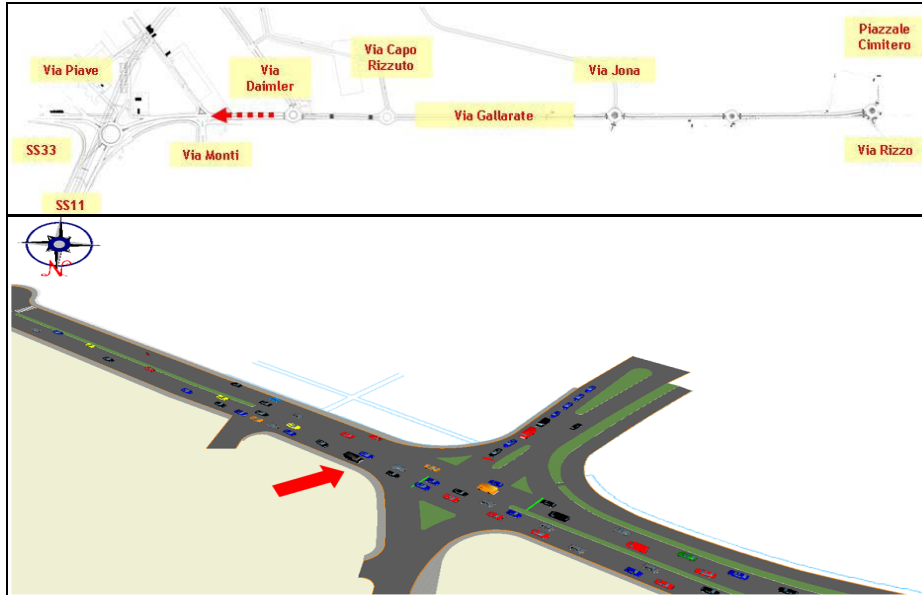 Piazzale
Cimitero
Via Capo
Rizzuto
Via Piave
Via
Daimler
Via Jona
Via Gallarate
SS33
Via Monti
Via Rizzo
SS11
N